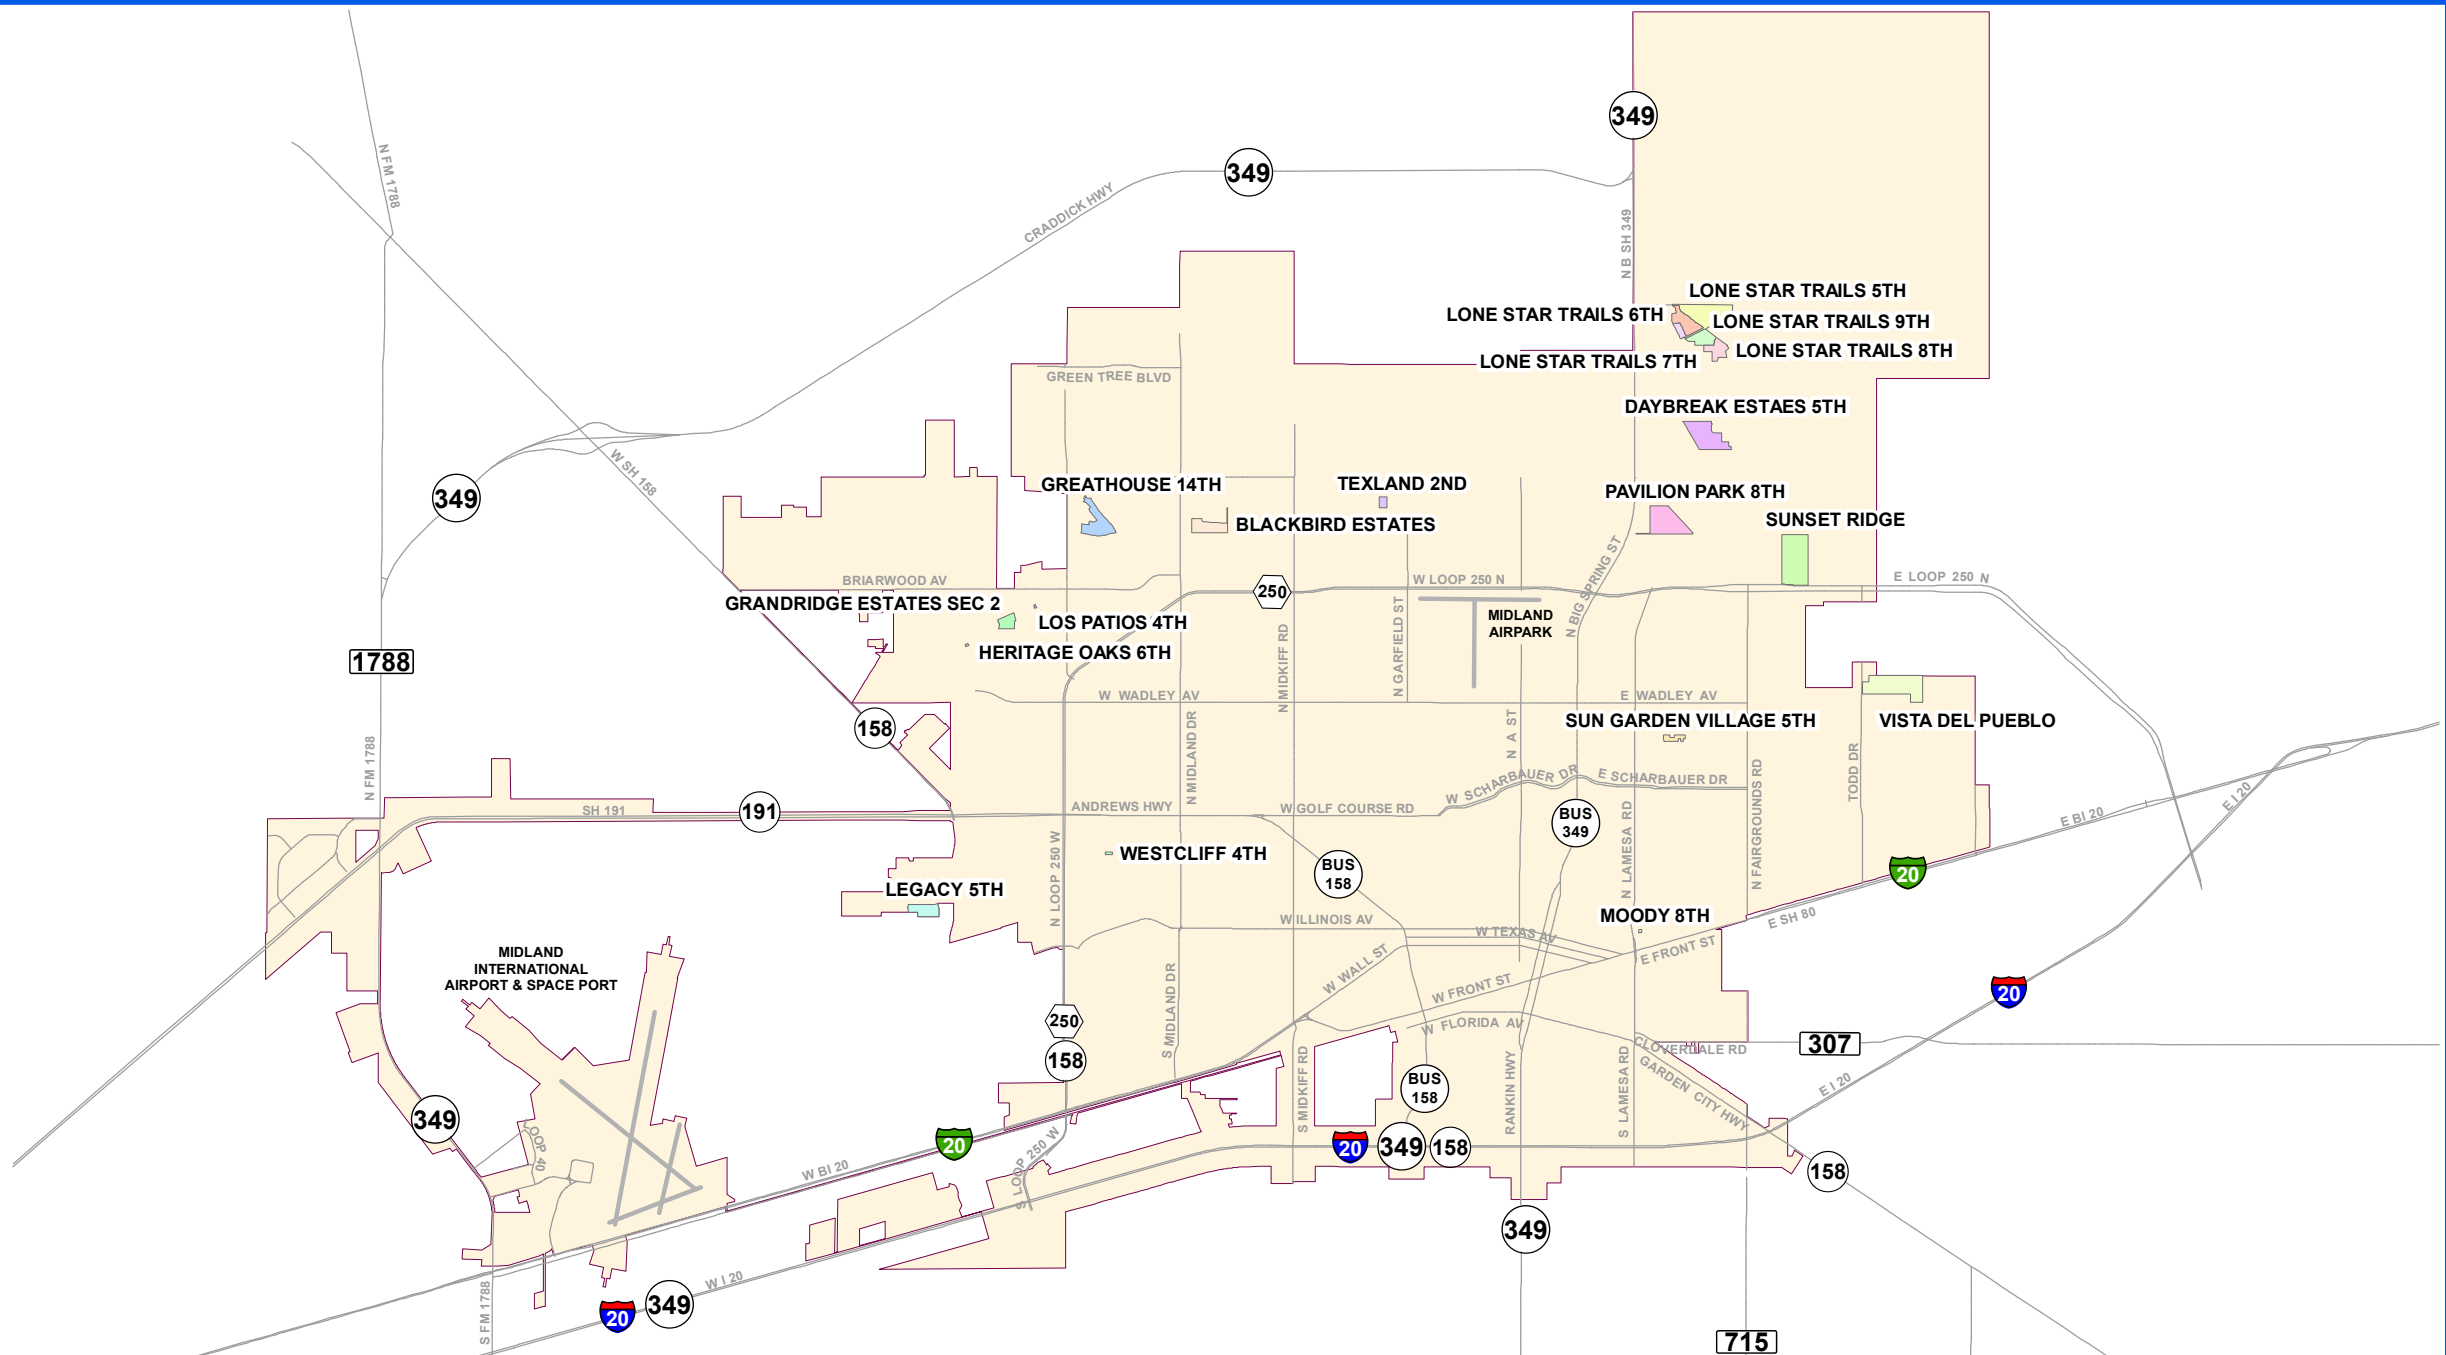 349
349
N FM 1788
CRADDICK HWY
N B SH 349
LONE STAR TRAILS 5TH
LONE STAR TRAILS 6TH
LONE STAR TRAILS 9TH
LONE STAR TRAILS 8TH
LONE STAR TRAILS 7TH
GREEN TREE BLVD
DAYBREAK ESTAES 5TH
W SH 158
349
GREATHOUSE 14TH
TEXLAND 2ND
PAVILION PARK 8TH
BLACKBIRD ESTATES
SUNSET RIDGE
BRIARWOOD AV
W LOOP 250 N
E LOOP 250 N
250
N BIG SPRING ST
GRANDRIDGE ESTATES SEC 2
LOS PATIOS 4TH
MIDLAND
AIRPARK
HERITAGE OAKS 6TH
N GARFIELD ST
N MIDKIFF RD
1788
W WADLEY AV
E WADLEY AV
158
N MIDLAND DR
N A ST
SUN GARDEN VILLAGE 5TH
VISTA DEL PUEBLO
N FM 1788
TODD DR
W SCHARBAUER DR
E SCHARBAUER DR
N FAIRGROUNDS RD
SH 191
191
ANDREWS HWY
W GOLF COURSE RD
E I 20
E BI 20
BUS
349
N LAMESA RD
WESTCLIFF 4TH
BUS
158
20
LEGACY 5TH
N LOOP 250 W
W ILLINOIS AV
MOODY 8TH
E SH 80
W TEXAS AV
E FRONT ST
MIDLAND
INTERNATIONAL
AIRPORT & SPACE PORT
W WALL ST
W FRONT ST
20
S MIDLAND DR
250
W FLORIDA AV
CLOVERDALE RD
307
158
GARDEN CITY HWY
S MIDKIFF RD
BUS
158
RANKIN HWY
S LAMESA RD
E I 20
349
LOOP 40
20
20
349
158
W BI 20
S LOOP 250 W
158
349
W I 20
S FM 1788
20
349
715